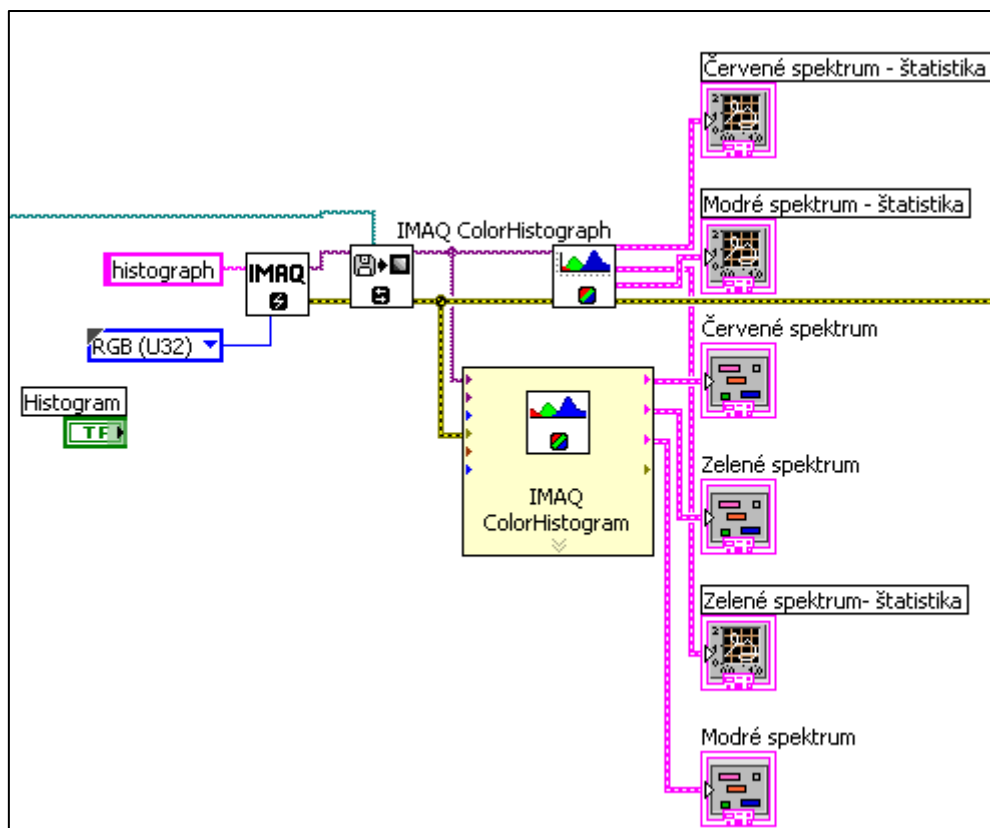 Červené spektrum - štatistika
Modré spektrum - štatistika
IMAQ ColorHistograph
histograph
IMAQ
RGB (U32)
Červené spektrum
Histogram
TF
IMAQ
ColorHistogram
Zelené spektrum
Zelené spektrum- štatistika
Modré spektrum